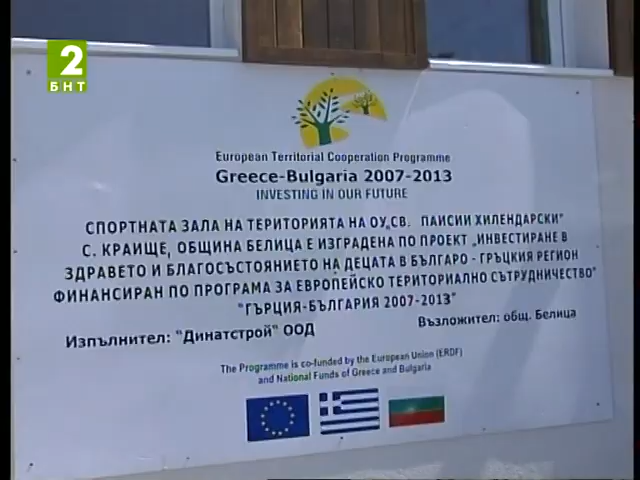 2
БНТ
European Territorial Cooperation Programme
Greece-Bulgaria 2007-2013
INVESTING IN OUR FUTURE
СПОРТНАТА ЗАЛА НА ТЕРИТОРИЯТА НА ОУ„СВ. ПАИСИИ ХИЛЕНДАРСКИ"
С. КРАИЩЕ, ОБЩИНА БЕЛИЦА Е ИЗГРАДЕНА ПО ПРОЕКТ „ИНВЕСТИРАНЕ В
ЗДРАВЕТО И БЛАГОСЪСТОЯНИЕТО НА ДЕЦАТА В БЪЛГАРО - ГРЪЦКИЯ РЕГИОН
ФИНАНСИРАН ПО ПРОГРАМА ЗА ЕВРОПЕЙСКО ТЕРИТОРИАЛНО СЪТРУДНИЧЕСТВО"
"ГЪРЦИЯ-БЪЛГАРИЯ 2007-2013"
Изпълнител: "Динатстрой" ООД
Възложител: общ. Белица
The Programme is co-funded by the European Union (ERDF)
and National Funds of Greece and Bulgaria